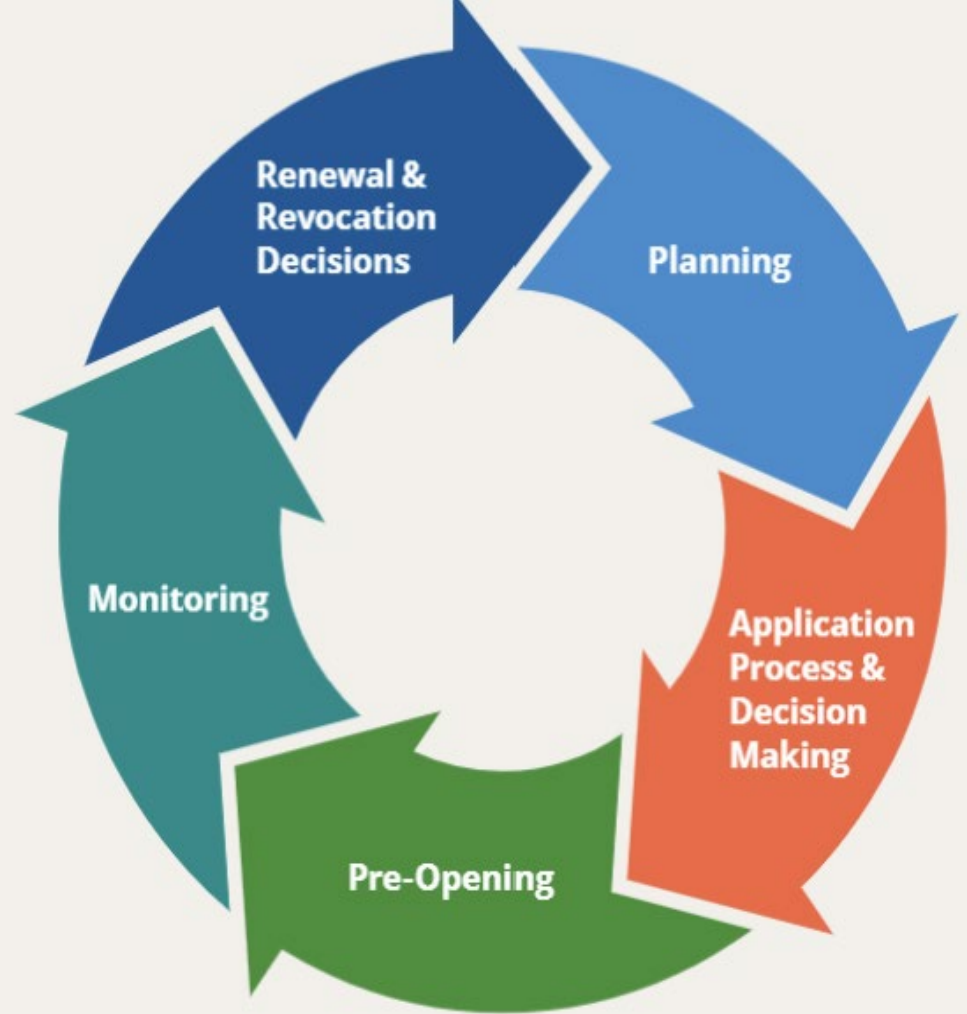 Renewal &
Revocation
Decisions
Planning
Application
Process &
Decision
Making
Pre-Opening
Monitoring